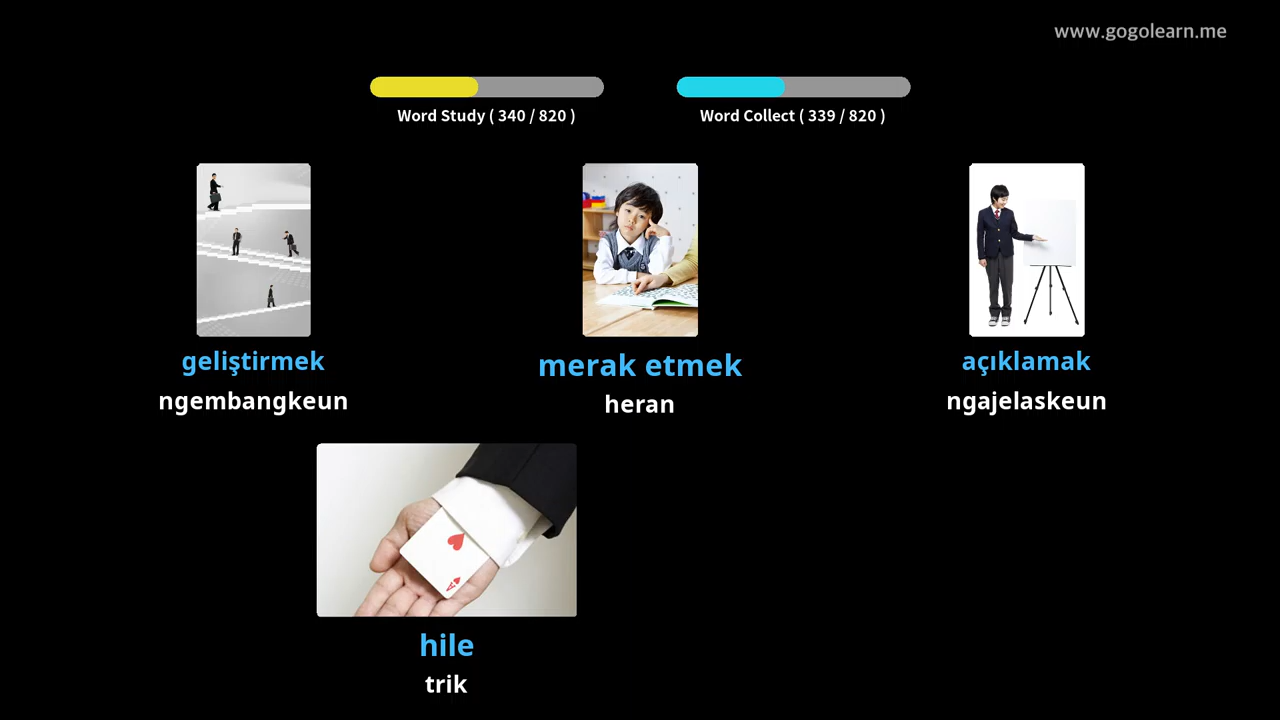 www.gogolearn.me
Word Study ( 340 / 820 )
Word Collect ( 339 / 820 )
geliştirmek
ngembangkeun
merak etmek
heran
açıklamak
ngajelaskeun
A
hile
trik